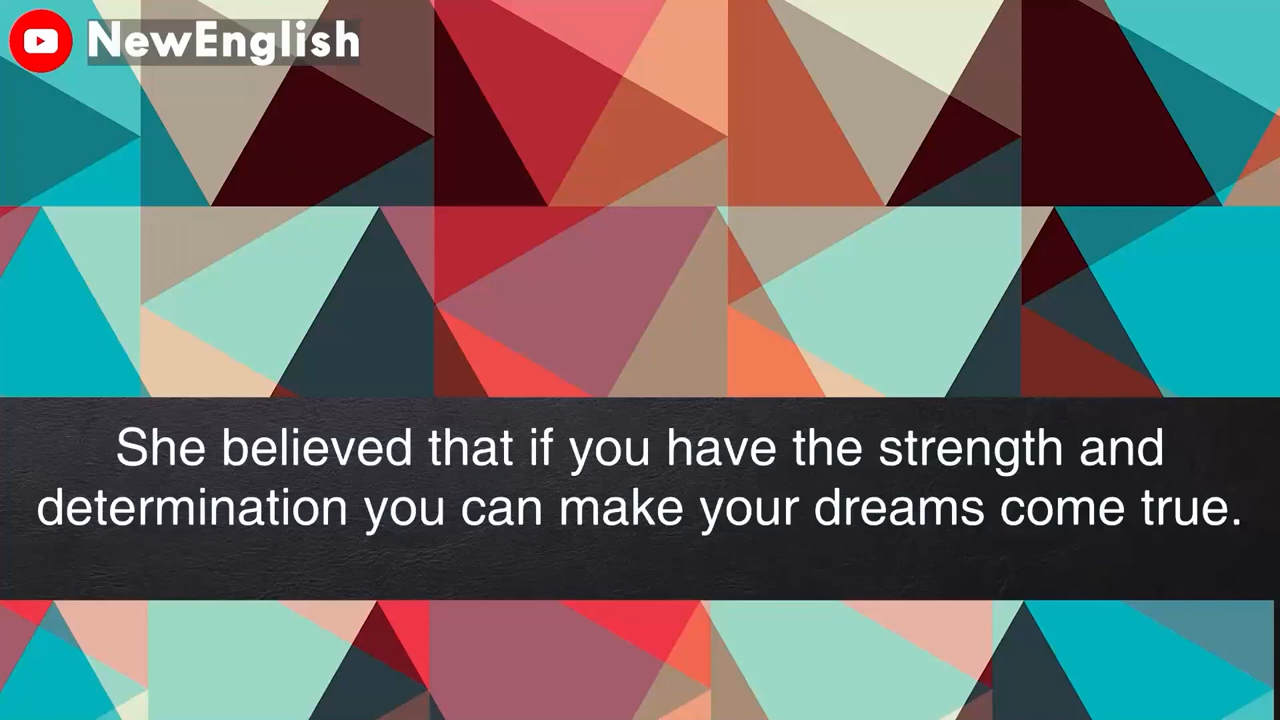 NewEnglish
She believed that if you have the strength and
determination you can make your dreams come true.